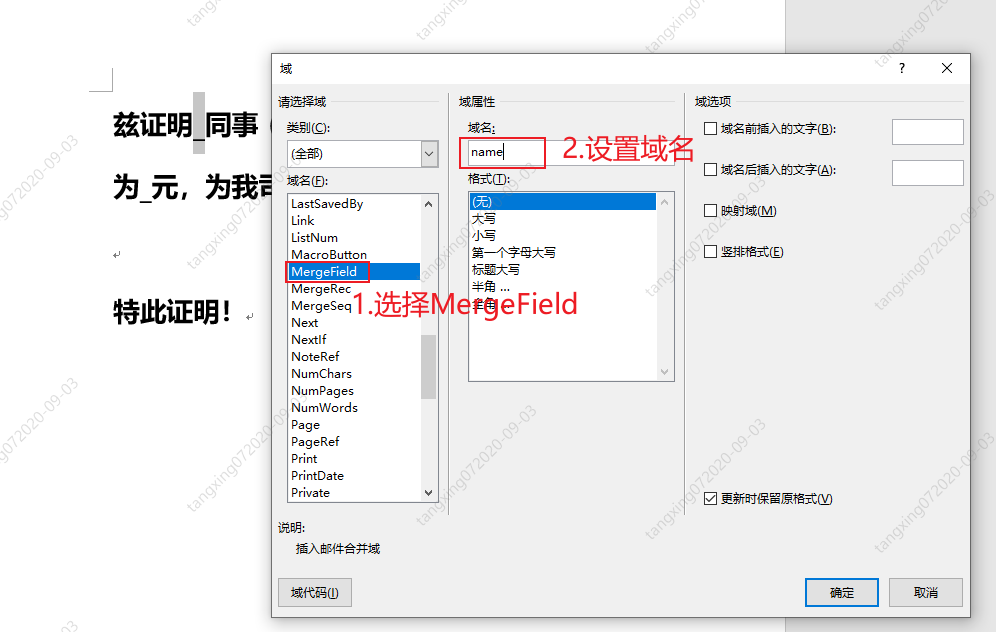 域
?
请选择域
类别(C):
(全部)
域名(F):
LastSavedBy
Link
ListNum
MacroButton
MergeField
MergeRec
MergeSeq
Next
NextIf
NoteRef
NumChars
NumPages
NumWords
Page
PageRef
Print
PrintDate
Private
1.选择MergeField
域属性
域名:
name
2.设置域名
格式(T):
(无)
大写
小写
第一个字母大写
标题大写
半角 ...
全角 ...
域选项
域名前插入的文字(B):
域名后插入的文字(A):
映射域(M)
竖排格式(E)
更新时保留原格式(V)
说明:
插入邮件合并域
域代码(I)
确定
取消
兹证明_同事（
为_元，为我司
特此证明！
tangxing072020-09-03